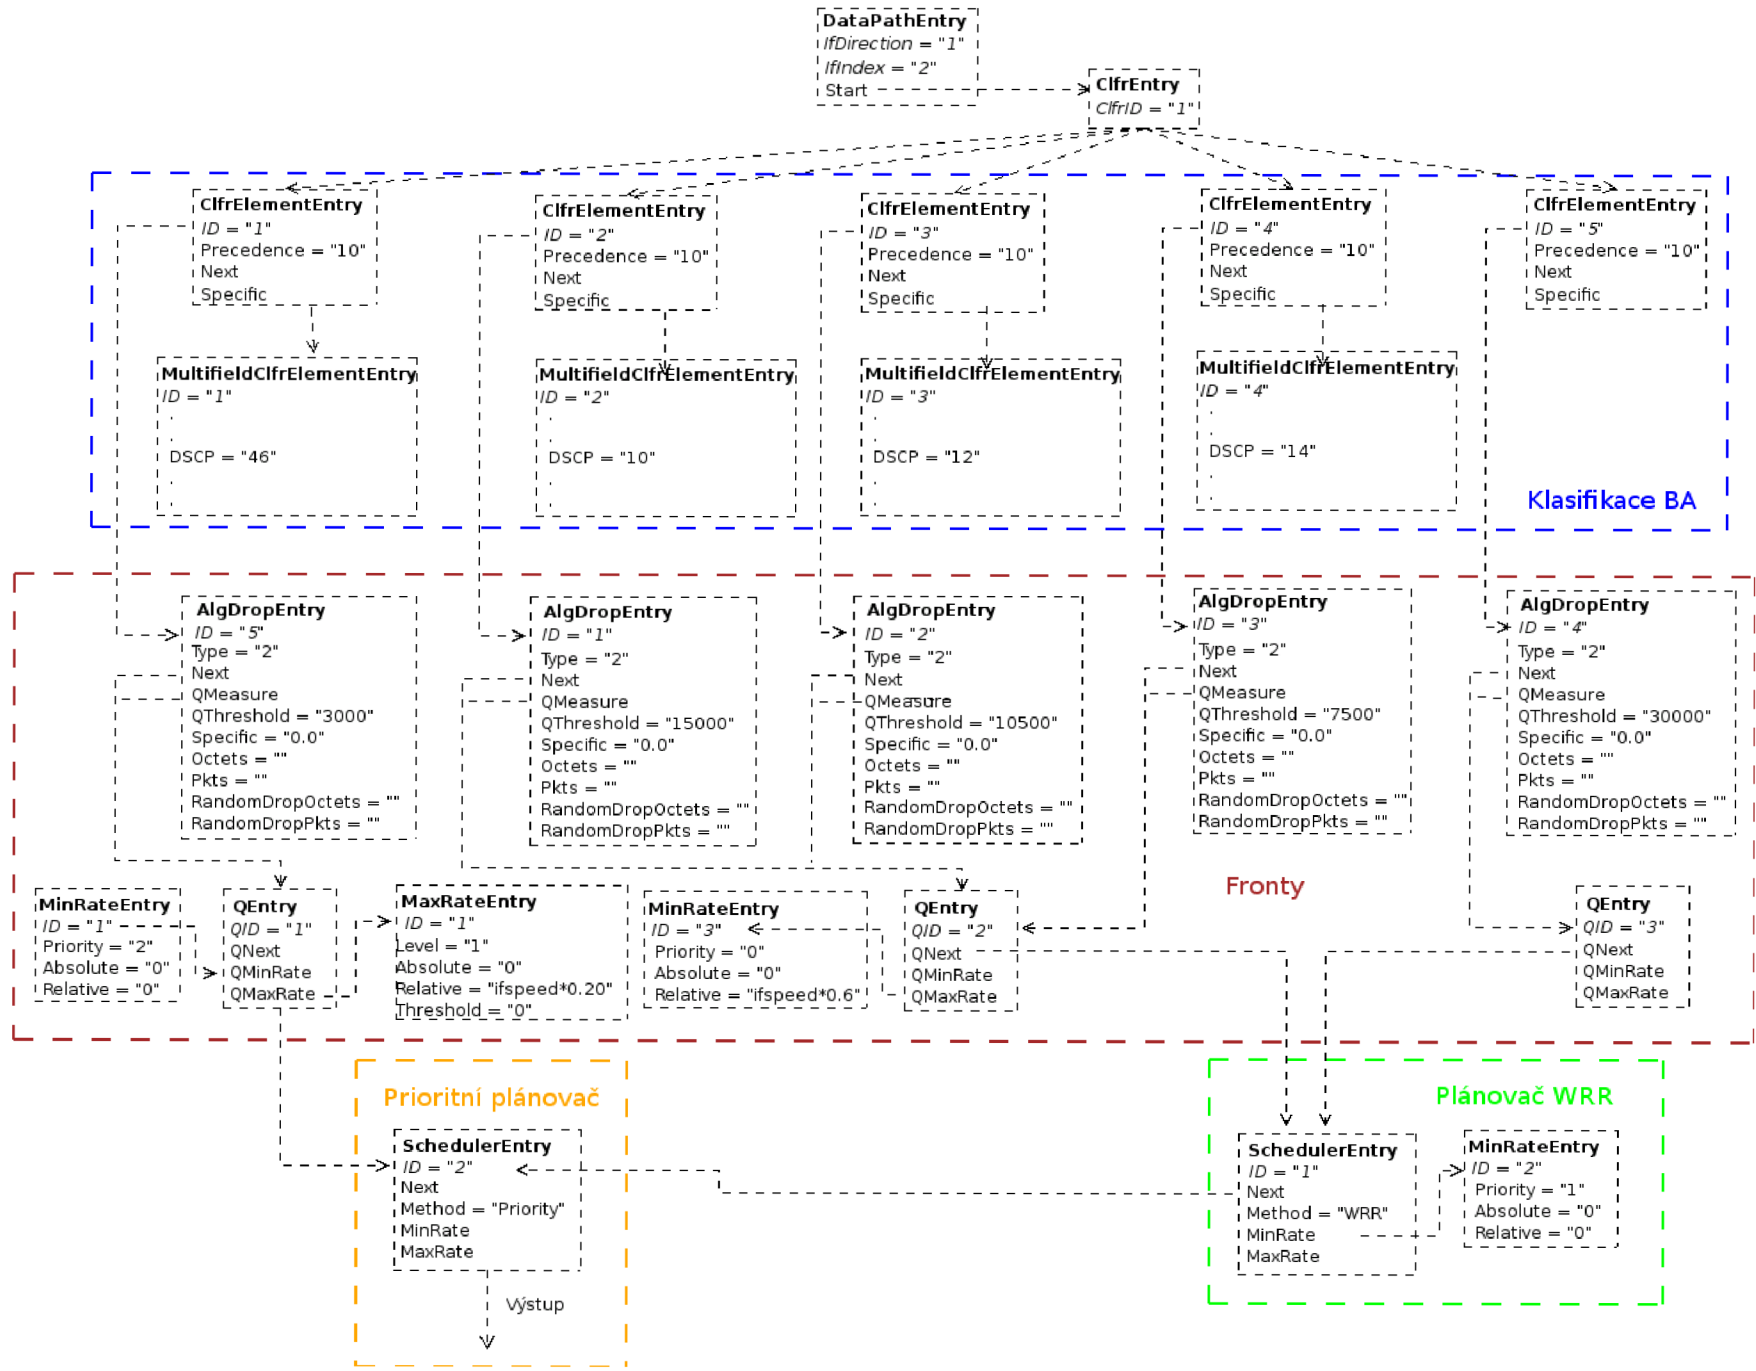 DataPathEntry
IfDirection = "1"
IfIndex = "2"
Start
ClfrEntry
ClfrID = "1"
ClfrElementEntry
ID = "1"
Precedence = "10"
Next
Specific
ClfrElementEntry
ID = "2"
Precedence = "10"
Next
Specific
ClfrElementEntry
ID = "3"
Precedence = "10"
Next
Specific
ClfrElementEntry
ID = "4"
Precedence = "10"
Next
Specific
ClfrElementEntry
ID = "5"
Precedence = "10"
Next
Specific
MultifieldClfrElementEntry
ID = "1"
.
.
DSCP = "46"
.
.
MultifieldClfrElementEntry
ID = "2"
.
.
DSCP = "10"
.
.
MultifieldClfrElementEntry
ID = "3"
.
.
DSCP = "12"
.
.
MultifieldClfrElementEntry
ID = "4"
.
.
DSCP = "14"
.
.
Klasifikace BA
AlgDropEntry
ID = "5"
Type = "2"
Next
QMeasure
QThreshold = "3000"
Specific = "0.0"
Octets = ""
Pkts = ""
RandomDropOctets = ""
RandomDropPkts = ""
AlgDropEntry
ID = "1"
Type = "2"
Next
QMeasure
QThreshold = "15000"
Specific = "0.0"
Octets = ""
Pkts = ""
RandomDropOctets = ""
RandomDropPkts = ""
AlgDropEntry
ID = "2"
Type = "2"
Next
QMeasure
QThreshold = "10500"
Specific = "0.0"
Octets = ""
Pkts = ""
RandomDropOctets = ""
RandomDropPkts = ""
AlgDropEntry
ID = "3"
Type = "2"
Next
QMeasure
QThreshold = "7500"
Specific = "0.0"
Octets = ""
Pkts = ""
RandomDropOctets = ""
RandomDropPkts = ""
AlgDropEntry
ID = "4"
Type = "2"
Next
QMeasure
QThreshold = "30000"
Specific = "0.0"
Octets = ""
Pkts = ""
RandomDropOctets = ""
RandomDropPkts = ""
Fronty
MinRateEntry
ID = "1"
Priority = "2"
Absolute = "0"
Relative = "0"
QEntry
QID = "1"
QNext
QMinRate
QMaxRate
MaxRateEntry
ID = "1"
Level = "1"
Absolute = "0"
Relative = "ifspeed*0.20"
Threshold = "0"
MinRateEntry
ID = "3"
Priority = "0"
Absolute = "0"
Relative = "ifspeed*0.6"
QEntry
QID = "2"
QNext
QMinRate
QMaxRate
QEntry
QID = "3"
QNext
QMinRate
QMaxRate
Prioritní plánovač
SchedulerEntry
ID = "2"
Next
Method = "Priority"
MinRate
MaxRate
Výstup
Plánovač WRR
SchedulerEntry
ID = "1"
Next
Method = "WRR"
MinRate
MaxRate
MinRateEntry
ID = "2"
Priority = "1"
Absolute = "0"
Relative = "0"